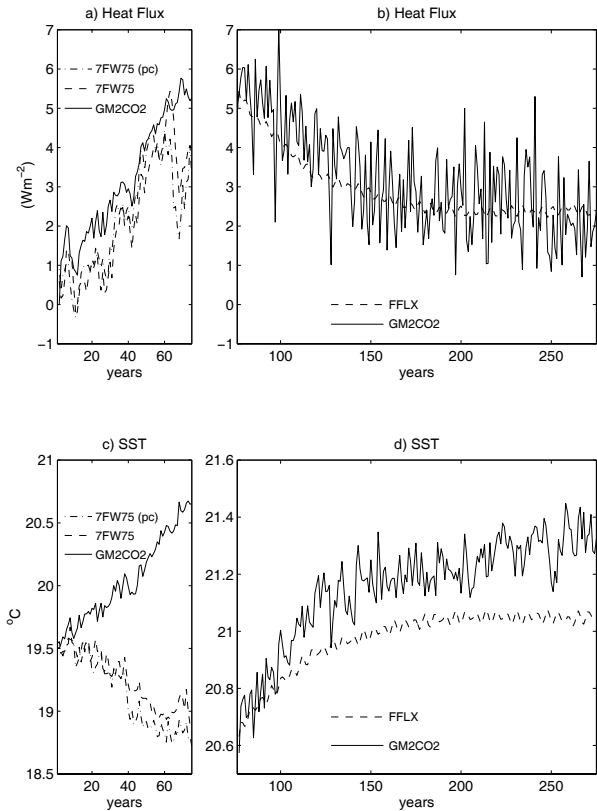 a) Heat Flux
b) Heat Flux
7
6
5
4
3
2
1
0
−1
(Wm−2)
7FW75 (pc)
7FW75
GM2CO2
20
40
60
years
7
6
5
4
3
2
1
0
−1
FFLX
GM2CO2
100
150
200
250
years
c) SST
d) SST
21
20.5
20
19.5
19
18.5
oC
7FW75 (pc)
7FW75
GM2CO2
20
40
60
years
21.6
21.4
21.2
21
20.8
20.6
FFLX
GM2CO2
100
150
200
250
years